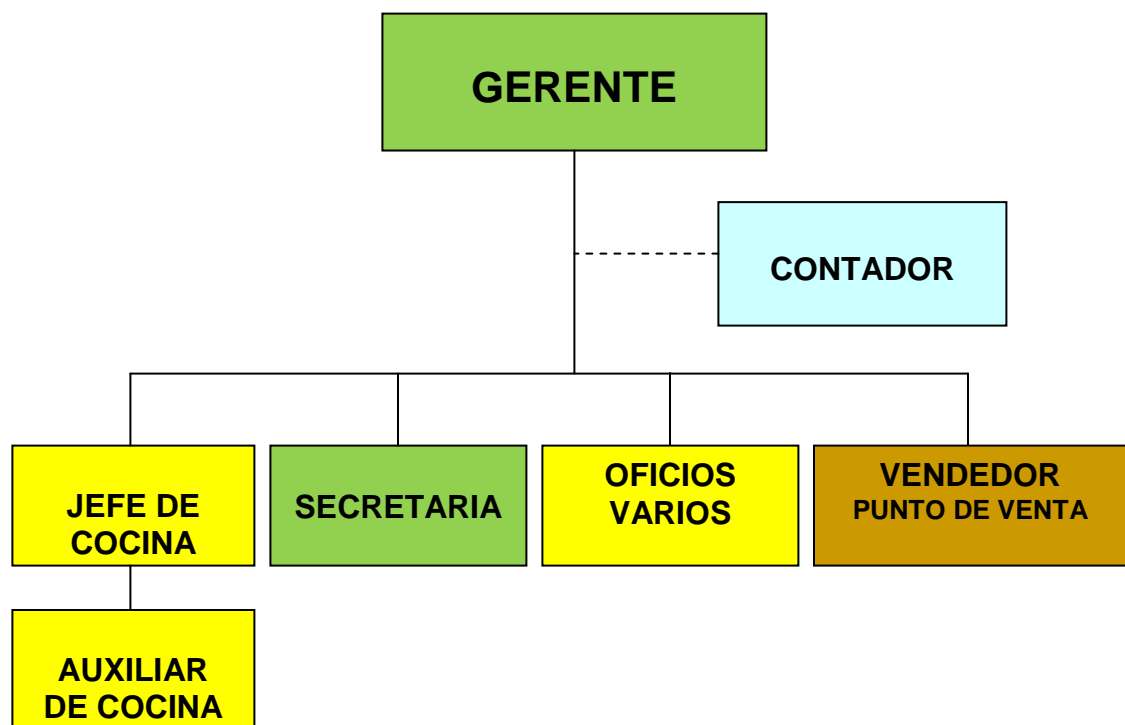 GERENTE
CONTADOR
JEFE DE
COCINA
SECRETARIA
OFICIOS
VARIOS
VENDEDOR
PUNTO DE VENTA
AUXILIAR
DE COCINA